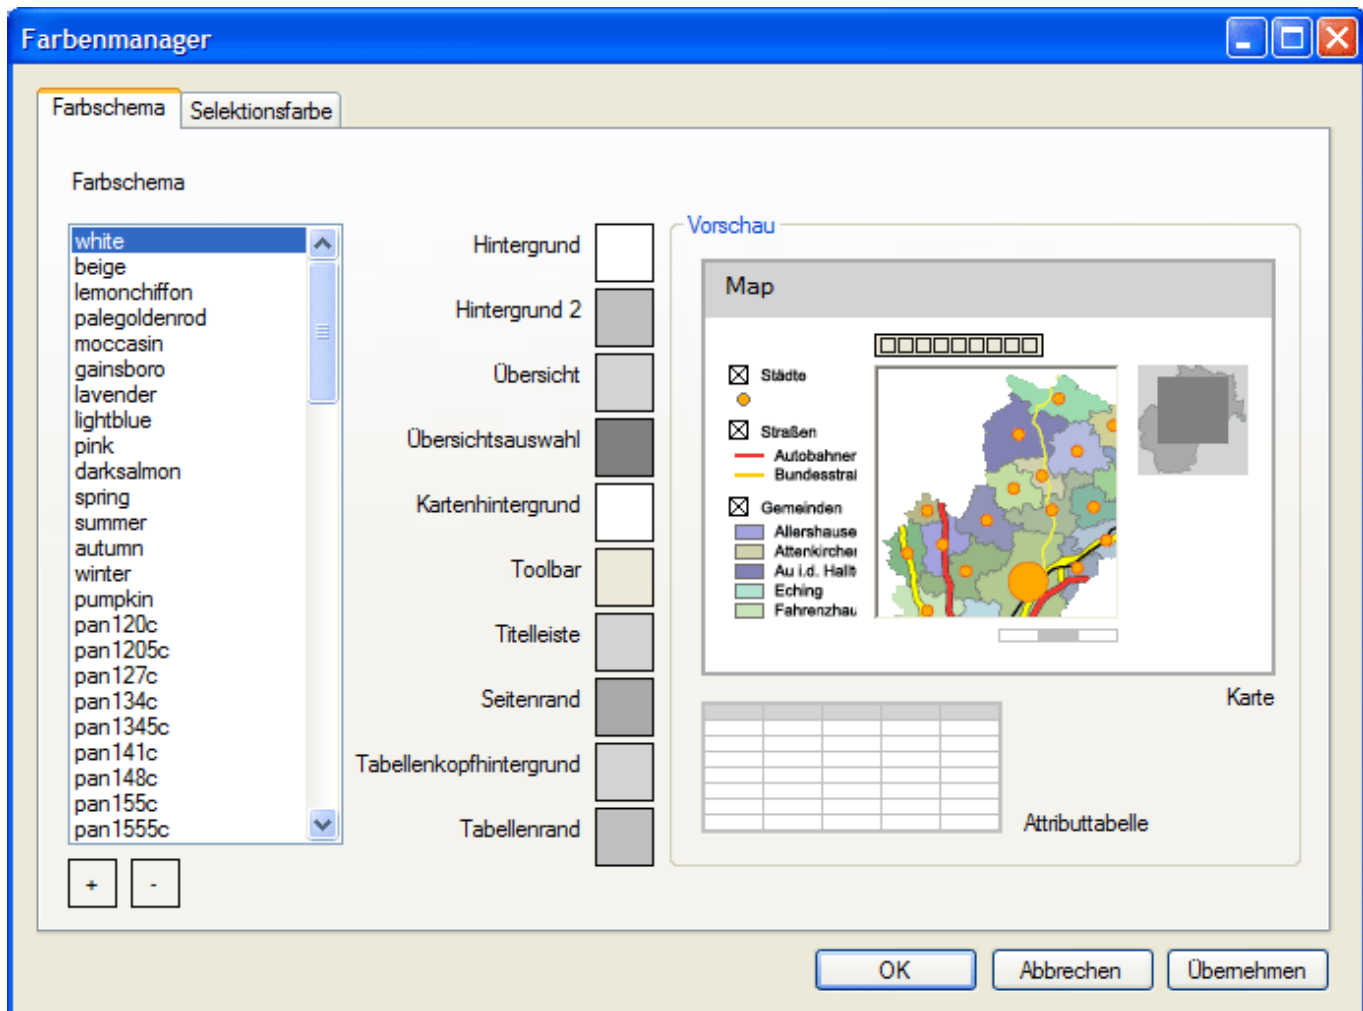 Farbenmanager
Farbschema
Selektionsfarbe
Farbschema
white
beige
lemonchiffon
palegoldenrod
moccasin
gainsboro
lavender
lightblue
pink
darksalmon
spring
summer
autumn
winter
pumpkin
pan120c
pan1205c
pan127c
pan134c
pan1345c
pan141c
pan148c
pan155c
pan1555c
+ -
Hintergrund
Hintergrund 2
Übersicht
Übersichtsauswahl
Kartenhintergrund
Toolbar
Titelleiste
Seitenrand
Tabellenkopfhintergrund
Tabellenrand
Vorschau
Map
Städte
Straßen
Autobahner
Bundesstral
Gemeinden
Allershause
Attenkircher
Au i.d. Hallt
Eching
Fahrenzhau
Karte
Attributtabelle
OK
Abbrechen
Übernehmen